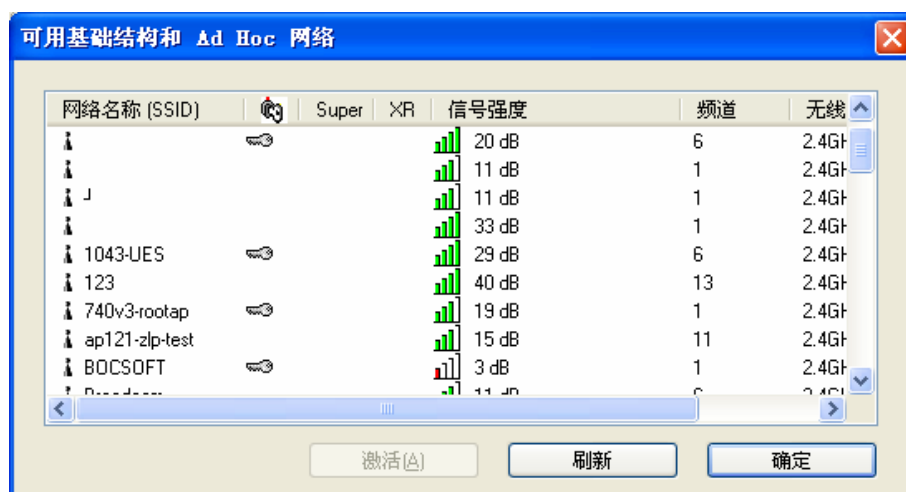 可用基础结构和 Ad Hoc 网络
网络名称 (SSID) Super XR 信号强度 频道 无线
20 dB 6 2.4GH
11 dB 1 2.4GH
┘ 11 dB 1 2.4GH
33 dB 1 2.4GH
1043-UES 29 dB 6 2.4GH
123 40 dB 13 2.4GH
740v3-rootap 19 dB 1 2.4GH
ap121-zlp-test 15 dB 11 2.4GH
BOCSOFT 3 dB 1 2.4GH
11 dB
激活(A) 刷新 确定